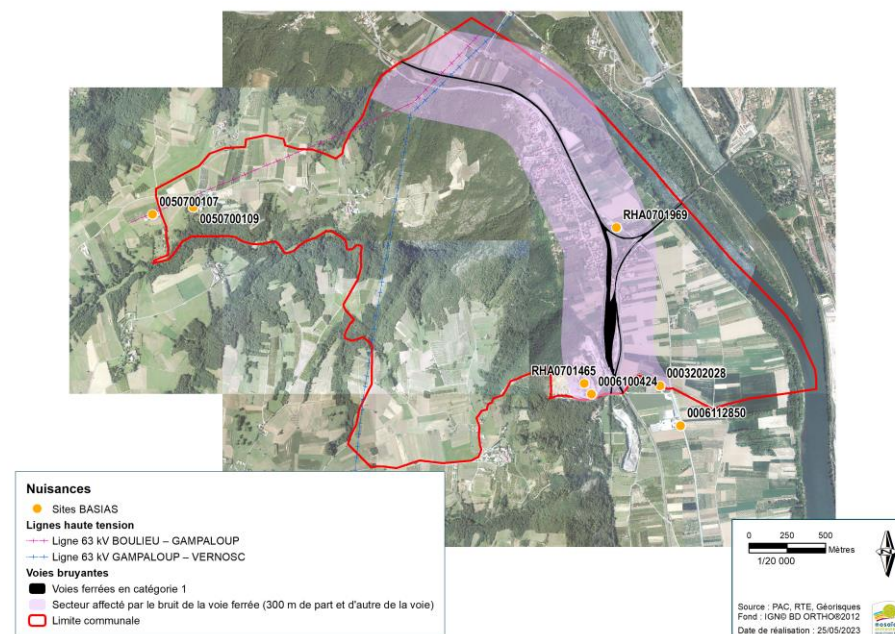 0050700107
0050700109
RHA0701969
RHA0701465
0006100424
0003202028
0006112850
Nuisances
Sites BASIAS
Lignes haute tension
Ligne 63 kV BOULIEU – GAMPALOUP
Ligne 63 kV GAMPALOUP – VERNOSC
Voies bruyantes
Voies ferrées en catégorie 1
Secteur affecté par le bruit de la voie ferrée (300 m de part et d'autre de la voie)
Limite communale
0 250 500
Mètres
1/20 000
Source : PAC, RTE, Géorisques
Fond : IGN© BD ORTHO®2012
Date de réalisation : 25/05/2023